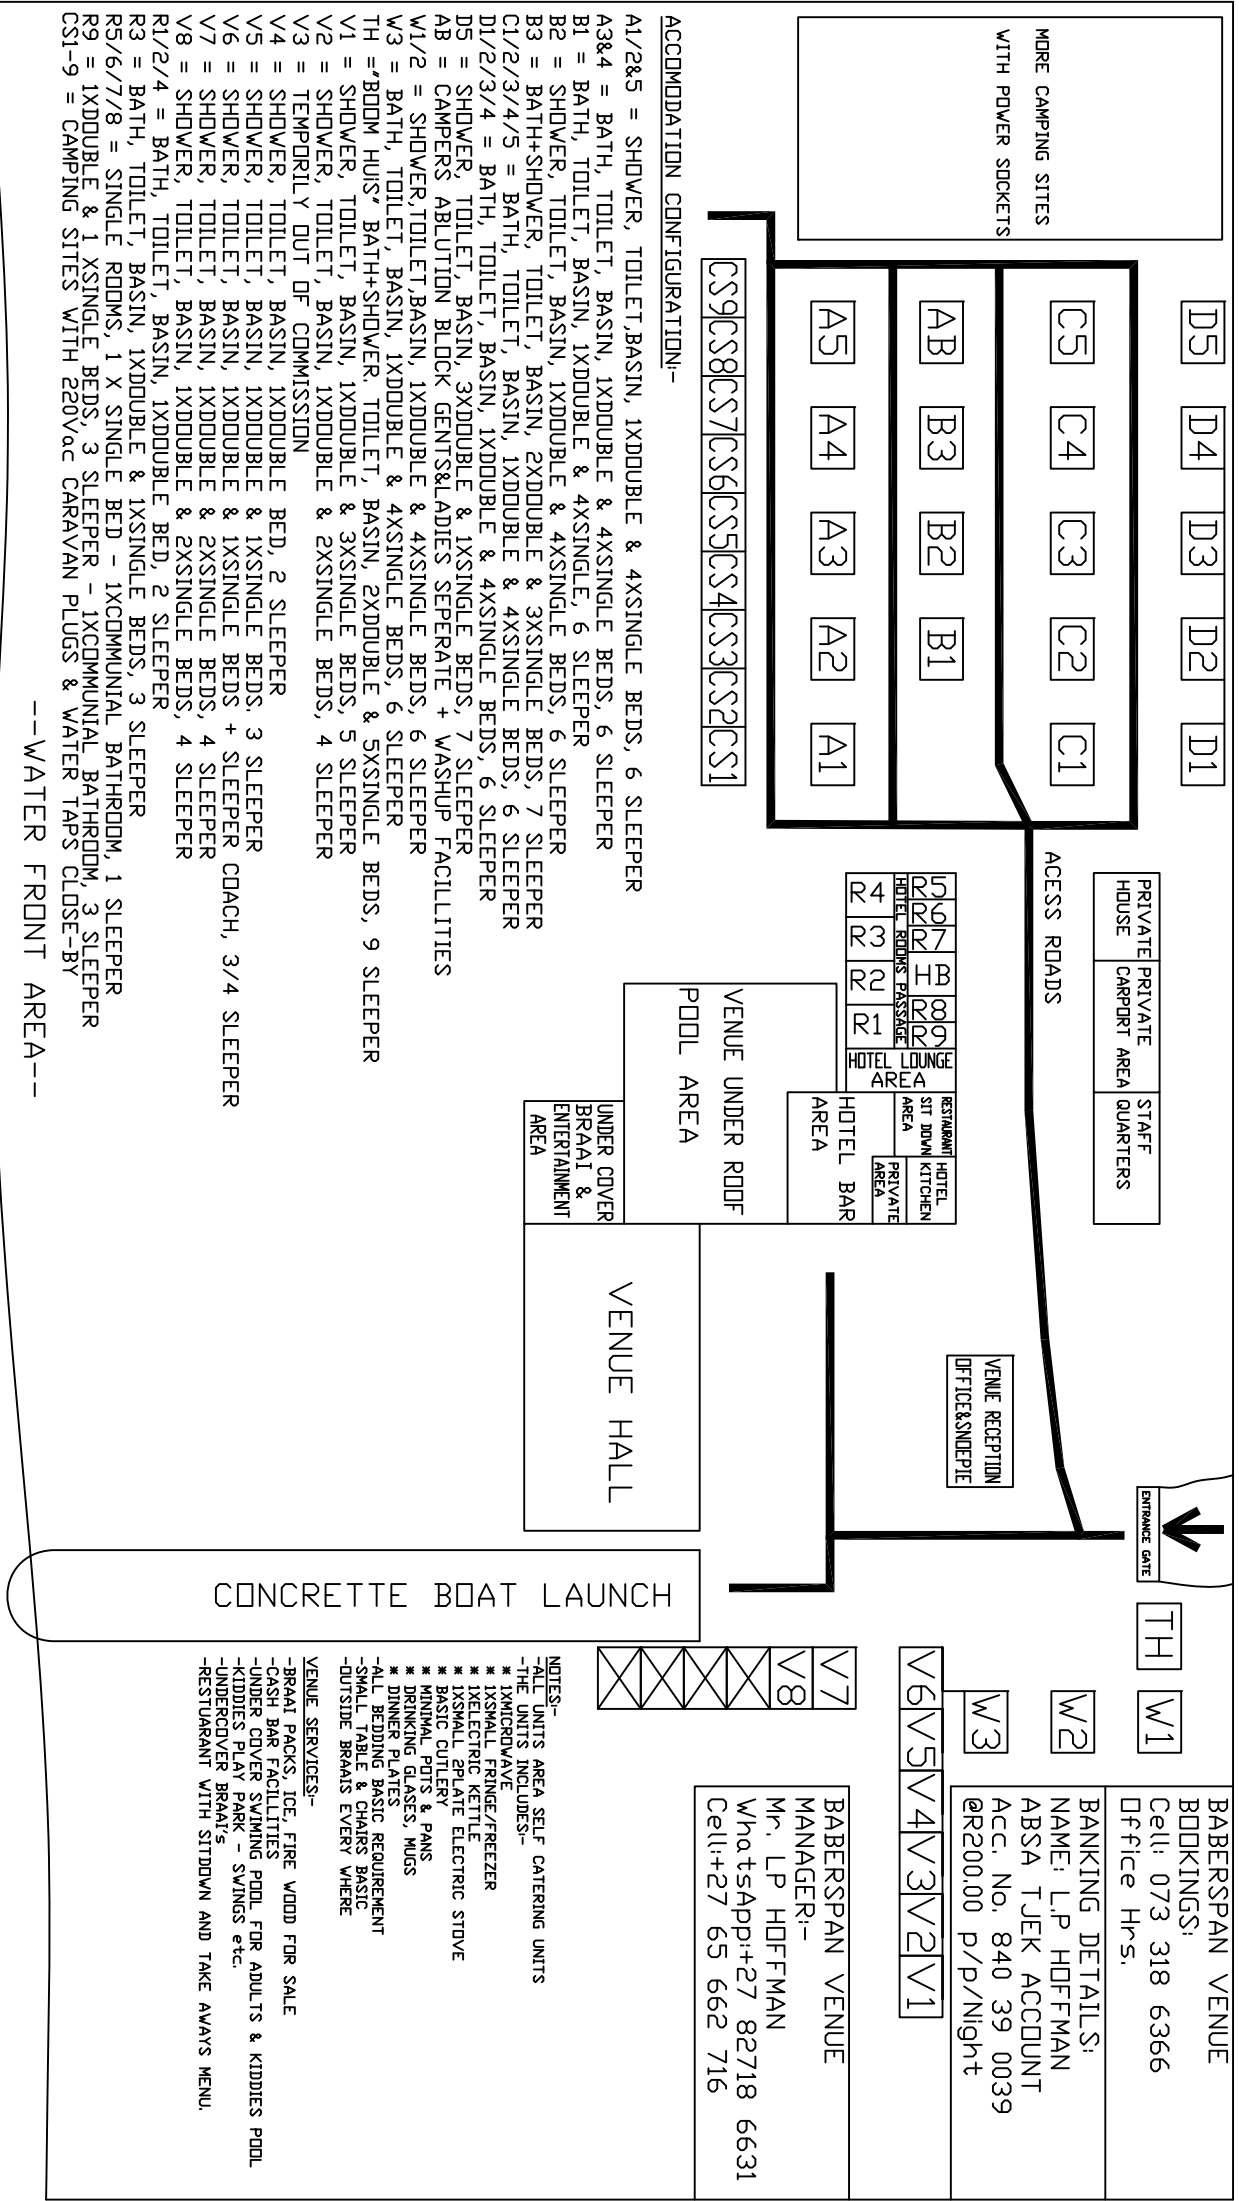 MORE CAMPING SITES
WITH POWER SOCKETS
D5
D4
D3
D2
D1
C5
C4
C3
C2
C1
AB
B3
B2
B1
A5
A4
A3
A2
A1
CS9 CS8 CS7 CS6 CS5 CS4 CS3 CS2 CS1
PRIVATE
HOUSE
PRIVATE
CARPORT AREA
STAFF
QUARTERS
ACESS ROADS
R5
R6
R7
HB
R8
R9
HOTEL ROOMS PASSAGE
R4
R3
R2
R1
HOTEL LOUNGE
AREA
RESTAURANT
SIT DOWN
AREA
HOTEL
KITCHEN
PRIVATE
AREA
HOTEL BAR
AREA
VENUE UNDER ROOF
POOL AREA
UNDER COVER
BRAAI &
ENTERTAINMENT
AREA
VENUE HALL
VENUE RECEPTION
OFFICE&SNOEPIE
ENTRANCE GATE
TH
W1
W2
W3
V6 V5 V4 V3 V2 V1
V7
V8
CONCRETTE BOAT LAUNCH
BABERSPAN VENUE
BOOKINGS:
Cell: 073 318 6366
Office Hrs.
BANKING DETAILS:
NAME: L.P HOFFMAN
ABSA TJEK ACCOUNT
Acc. No. 840 39 0039
@R200.00 p/p/Night
BABERSPAN VENUE
MANAGER:-
Mr. LP HOFFMAN
WhatsApp:+27 82718 6631
Cell:+27 65 662 716
ACCOMODATION CONFIGURATION:-
A1/2&5 = SHOWER, TOILET,BASIN, 1XDOUBLE & 4XSINGLE BEDS, 6 SLEEPER
A3&4 = BATH, TOILET, BASIN, 1XDOUBLE & 4XSINGLE BEDS, 6 SLEEPER
B1 = BATH, TOILET, BASIN, 1XDOUBLE & 4XSINGLE, 6 SLEEPER
B2 = SHOWER, TOILET, BASIN, 1XDOUBLE & 4XSINGLE BEDS, 6 SLEEPER
B3 = BATH+SHOWER, TOILET, BASIN, 2XDOUBLE & 3XSINGLE BEDS, 7 SLEEPER
C1/2/3/4/5 = BATH, TOILET, BASIN, 1XDOUBLE & 4XSINGLE BEDS, 6 SLEEPER
D1/2/3/4 = BATH, TOILET, BASIN, 1XDOUBLE & 4XSINGLE BEDS, 6 SLEEPER
D5 = SHOWER, TOILET, BASIN, 3XDOUBLE & 1XSINGLE BEDS, 7 SLEEPER
AB = CAMPERS ABLUTION BLOCK GENTS&LADIES SEPERATE + WASHUP FACILLITIES
W1/2 = SHOWER,TOILET,BASIN, 1XDOUBLE & 4XSINGLE BEDS, 6 SLEEPER
W3 = BATH, TOILET, BASIN, 1XDOUBLE & 4XSINGLE BEDS, 6 SLEEPER
TH ="BOOM HUIS" BATH+SHOWER. TOILET, BASIN, 2XDOUBLE & 5XSINGLE BEDS, 9 SLEEPER
V1 = SHOWER, TOILET, BASIN, 1XDOUBLE & 3XSINGLE BEDS, 5 SLEEPER
V2 = SHOWER, TOILET, BASIN, 1XDOUBLE & 2XSINGLE BEDS, 4 SLEEPER
V3 = TEMPORILY OUT OF COMMISSION
V4 = SHOWER, TOILET, BASIN, 1XDOUBLE BED, 2 SLEEPER
V5 = SHOWER, TOILET, BASIN, 1XDOUBLE & 1XSINGLE BEDS, 3 SLEEPER
V6 = SHOWER, TOILET, BASIN, 1XDOUBLE & 1XSINGLE BEDS + SLEEPER COACH, 3/4 SLEEPER
V7 = SHOWER, TOILET, BASIN, 1XDOUBLE & 2XSINGLE BEDS, 4 SLEEPER
V8 = SHOWER, TOILET, BASIN, 1XDOUBLE & 2XSINGLE BEDS, 4 SLEEPER
R1/2/4 = BATH, TOILET, BASIN, 1XDOUBLE BED, 2 SLEEPER
R3 = BATH, TOILET, BASIN, 1XDOUBLE & 1XSINGLE BEDS, 3 SLEEPER
R5/6/7/8 = SINGLE ROOMS, 1 X SINGLE BED - 1XCOMMUNIAL BATHROOM, 1 SLEEPER
R9 = 1XDOUBLE & 1 XSINGLE BEDS, 3 SLEEPER - 1XCOMMUNIAL BATHROOM, 3 SLEEPER
CS1-9 = CAMPING SITES WITH 220Vac CARAVAN PLUGS & WATER TAPS CLOSE-BY
--WATER FRONT AREA--
NOTES:-
-ALL UNITS AREA SELF CATERING UNITS
-THE UNITS INCLUDES:-
* 1XMICROWAVE
* 1XSMALL FRINGE/FREEZER
* 1XELECTRIC KETTLE
* 1XSMALL 2PLATE ELECTRIC STOVE
* BASIC CUTLERY
* MINIMAL POTS & PANS
* DRINKING GLASES, MUGS
* DINNER PLATES
-ALL BEDDING BASIC REQUIREMENT
-SMALL TABLE & CHAIRS BASIC
-OUTSIDE BRAAIS EVERY WHERE
VENUE SERVICES:-
-BRAAI PACKS, ICE, FIRE WOOD FOR SALE
-CASH BAR FACILLITIES
-UNDER COVER SWIMING POOL FOR ADULTS & KIDDIES POOL
-KIDDIES PLAY PARK - SWINGS etc.
-UNDERCOVER BRAAI's
-RESTUARANT WITH SITDOWN AND TAKE AWAYS MENU.